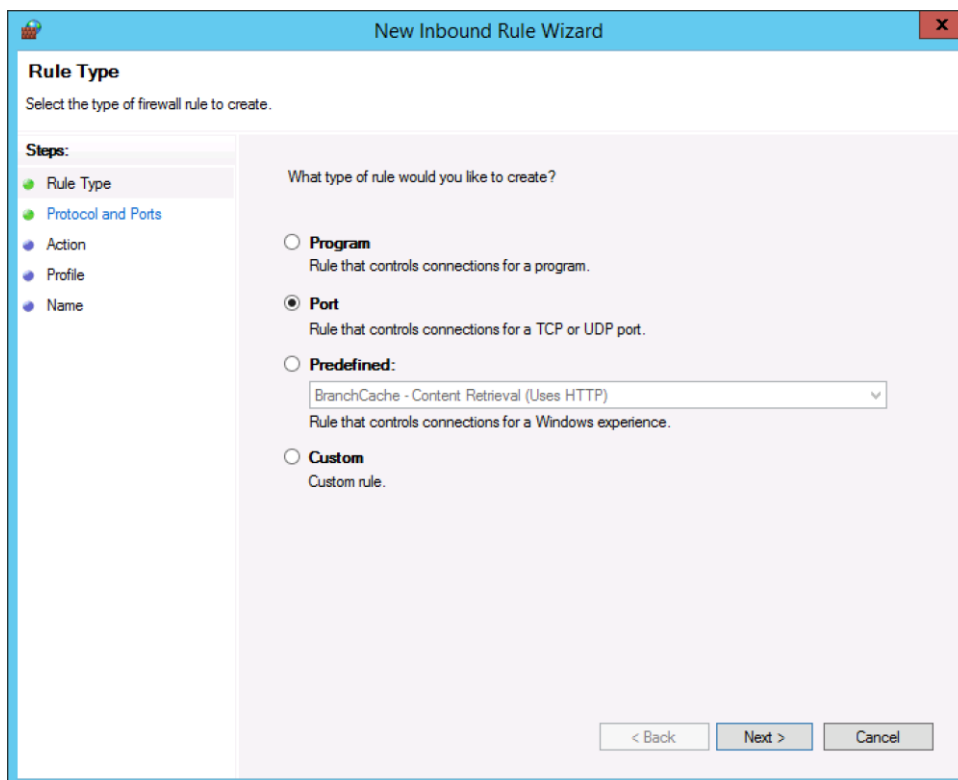 New Inbound Rule Wizard
x
Rule Type
Select the type of firewall rule to create.
Steps:
Rule Type
Protocol and Ports
Action
Profile
Name
What type of rule would you like to create?
Program
Rule that controls connections for a program.
Port
Rule that controls connections for a TCP or UDP port.
Predefined:
BranchCache - Content Retrieval (Uses HTTP)
Rule that controls connections for a Windows experience.
Custom
Custom rule.
< Back Next > Cancel